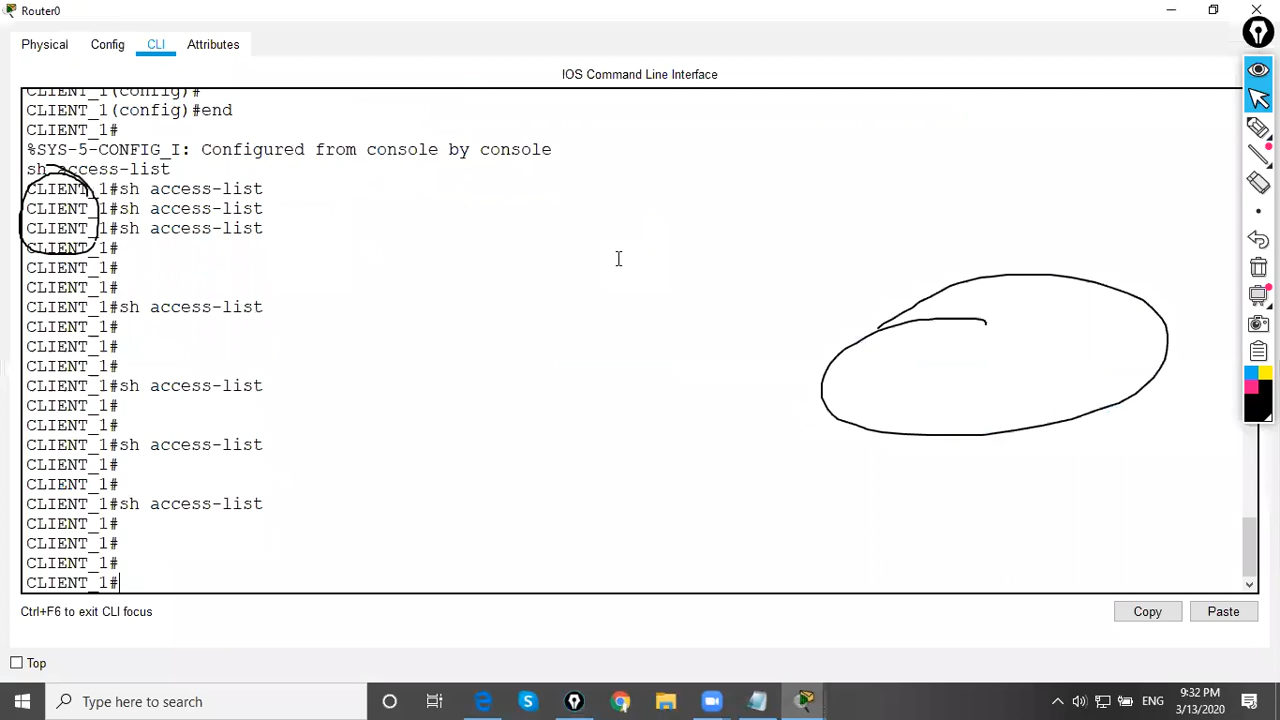 Router0
Physical Config CLI Attributes
IOS Command Line Interface
CLIENT_1(config)#
CLIENT_1(config)#end
CLIENT_1#
%SYS-5-CONFIG_I: Configured from console by console
sh access-list
CLIENT_1#sh access-list
CLIENT_1#sh access-list
CLIENT_1#sh access-list
CLIENT_1#
CLIENT_1#
CLIENT_1#
CLIENT_1#sh access-list
CLIENT_1#
CLIENT_1#
CLIENT_1#
CLIENT_1#sh access-list
CLIENT_1#
CLIENT_1#
CLIENT_1#sh access-list
CLIENT_1#
CLIENT_1#
CLIENT_1#sh access-list
CLIENT_1#
CLIENT_1#
CLIENT_1#
CLIENT_1#
Ctrl+F6 to exit CLI focus
Copy Paste
Top
Type here to search
ENG
9:32 PM
3/13/2020